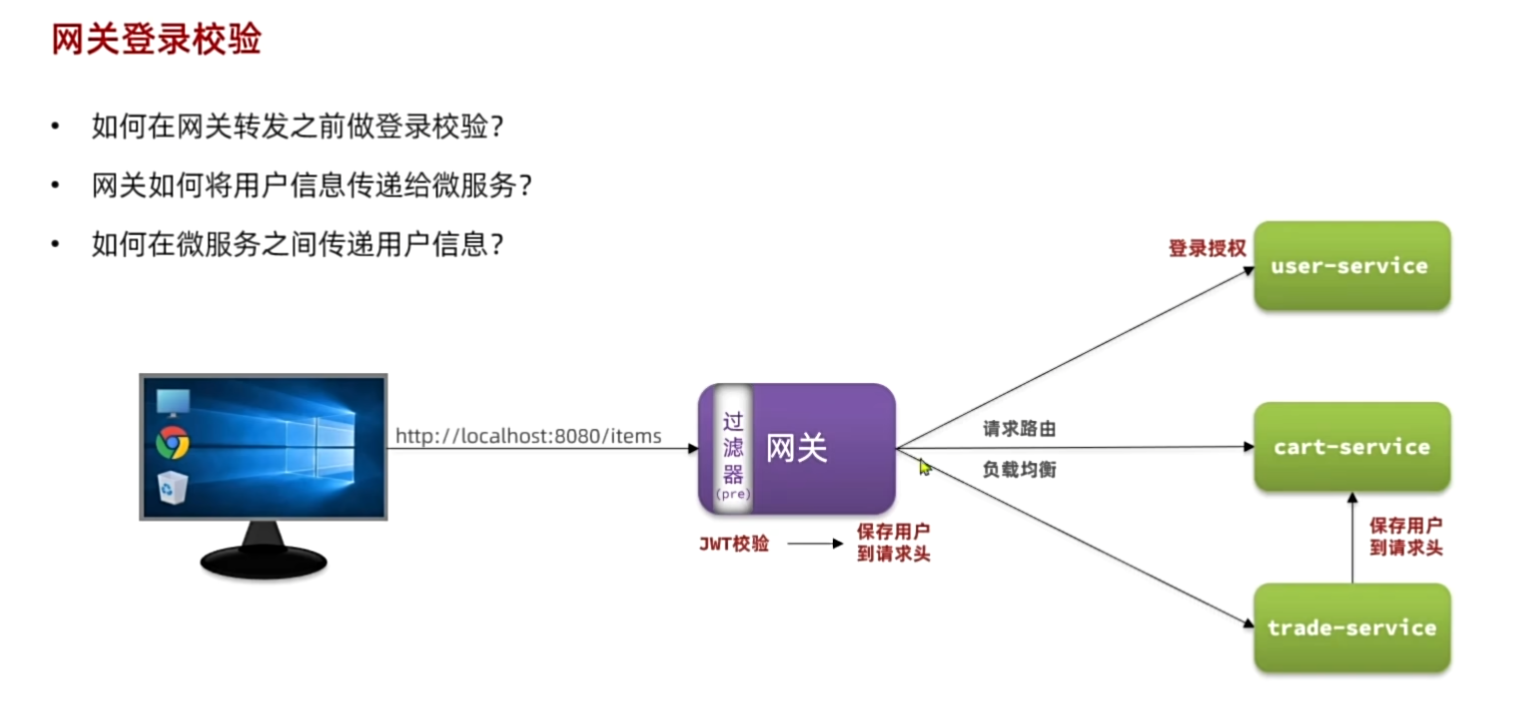 网关登录校验
• 如何在网关转发之前做登录校验？
• 网关如何将用户信息传递给微服务？
• 如何在微服务之间传递用户信息？
http://localhost:8080/items
过滤器
(pre)
网关
JWT校验
保存用户
到请求头
请求路由
负载均衡
登录授权
user-service
cart-service
保存用户
到请求头
trade-service